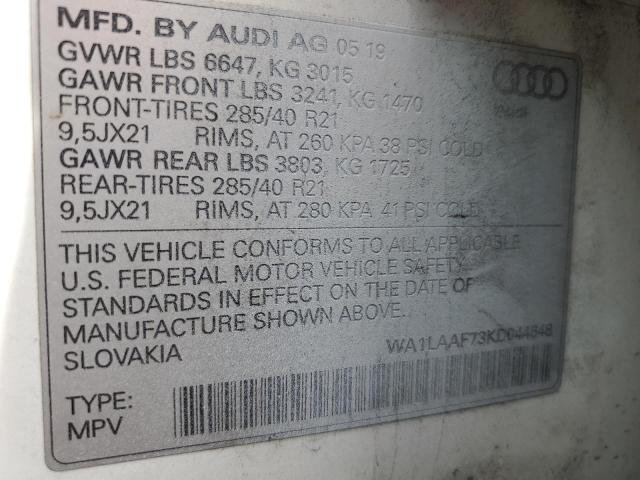 MFD. BY AUDI AG 05 19
GVWR LBS 6647, KG 3015
GAWR FRONT LBS 3241, KG 1470
FRONT-TIRES 285/40 R21
9,5JX21 RIMS, AT 260 KPA 38 PSI COLD
GAWR REAR LBS 3803, KG 1725
REAR-TIRES 285/40 R21
9,5JX21 RIMS, AT 280 KPA 41 PSI COLD
THIS VEHICLE CONFORMS TO ALL APPLICABLE
U.S. FEDERAL MOTOR VEHICLE SAFETY
STANDARDS IN EFFECT ON THE DATE OF
MANUFACTURE SHOWN ABOVE.
SLOVAKIA
WA1LAAF73KD044848
TYPE:
MPV